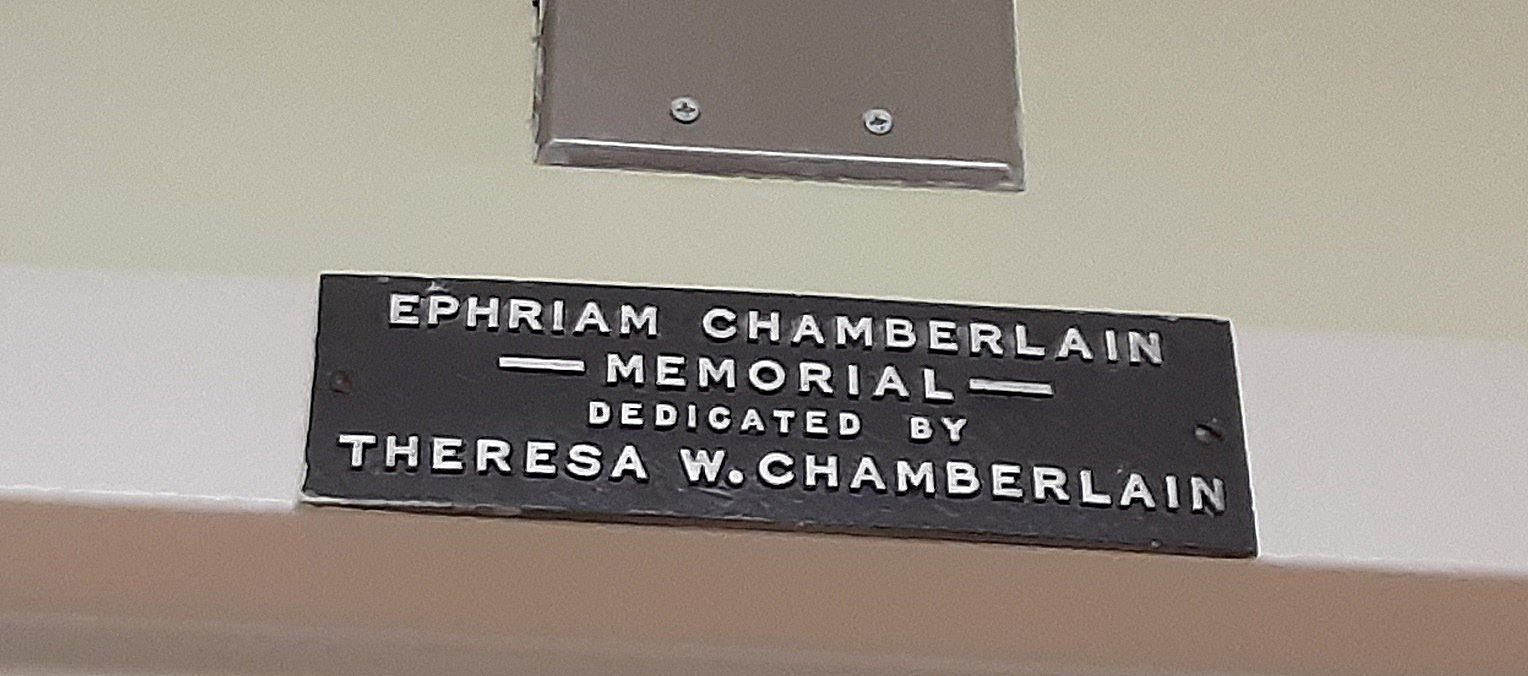 EPHRIAM CHAMBERLAIN
— MEMORIAL —
DEDICATED BY
THERESA W. CHAMBERLAIN